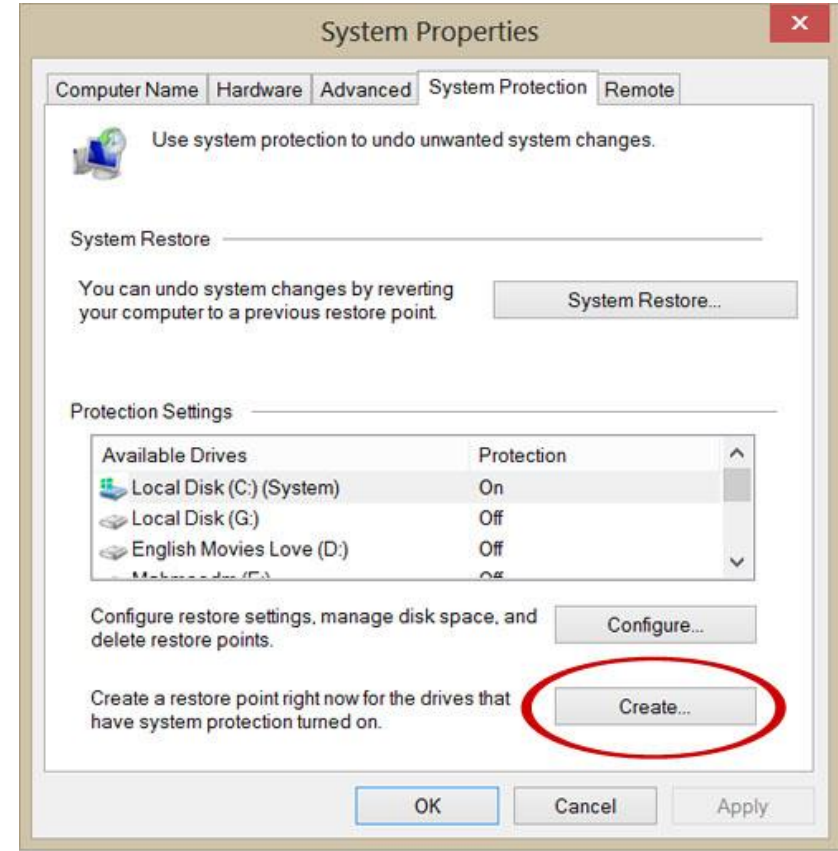 System Properties
Computer Name Hardware Advanced System Protection Remote
Use system protection to undo unwanted system changes.
System Restore
You can undo system changes by reverting
your computer to a previous restore point.
System Restore...
Protection Settings
Available Drives Protection
Local Disk (C:) (System) On
Local Disk (G:) Off
English Movies Love (D:) Off
Off
Configure restore settings, manage disk space, and
delete restore points.
Configure...
Create a restore point right now for the drives that
have system protection turned on.
Create...
OK Cancel Apply